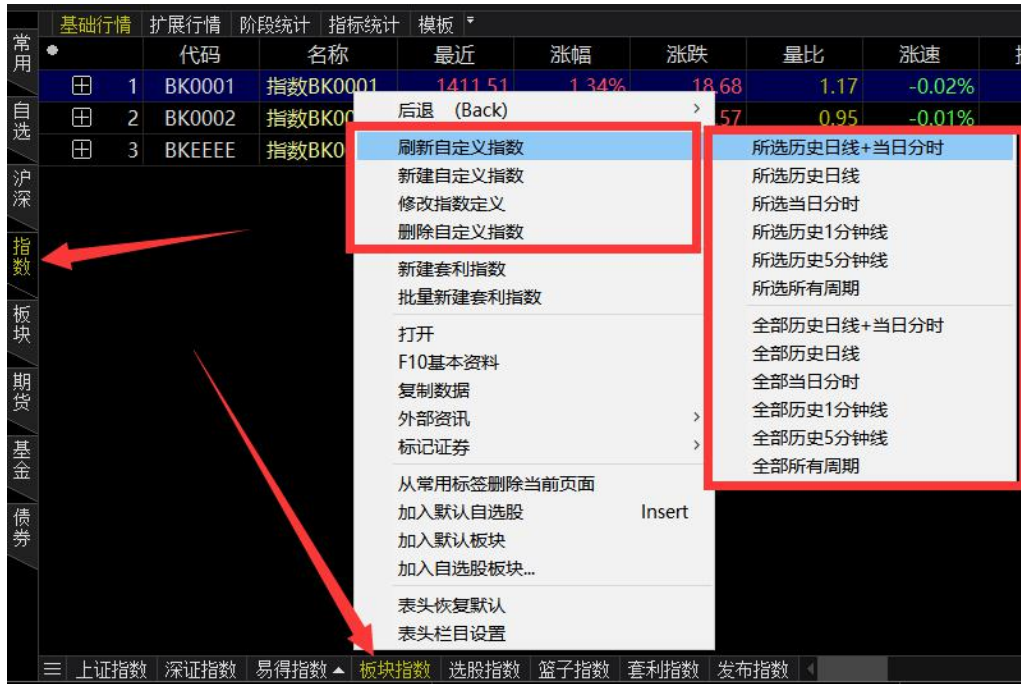 基础行情 扩展行情 阶段统计 指标统计 模板
常用
自选
沪深
指数
板块
期货
基金
债券
代码 名称 最近 涨幅 涨跌 量比 涨速
1 BK0001 指数BK0001 1411.51 1.34% 18.68 1.17 -0.02%
2 BK0002 指数BK00 .57 0.95 -0.01%
3 BKEEEE 指数BK0
后退 (Back)
刷新自定义指数
新建自定义指数
修改指数定义
删除自定义指数
新建套利指数
批量新建套利指数
打开
F10基本资料
复制数据
外部资讯
标记证券
从常用标签删除当前页面
加入默认自选股 Insert
加入默认板块
加入自选股板块...
表头恢复默认
表头栏目设置
所选历史日线+当日分时
所选历史日线
所选当日分时
所选历史1分钟线
所选历史5分钟线
所选所有周期
全部历史日线+当日分时
全部历史日线
全部当日分时
全部历史1分钟线
全部历史5分钟线
全部所有周期
上证指数 深证指数 易得指数 板块指数 选股指数 篮子指数 套利指数 发布指数